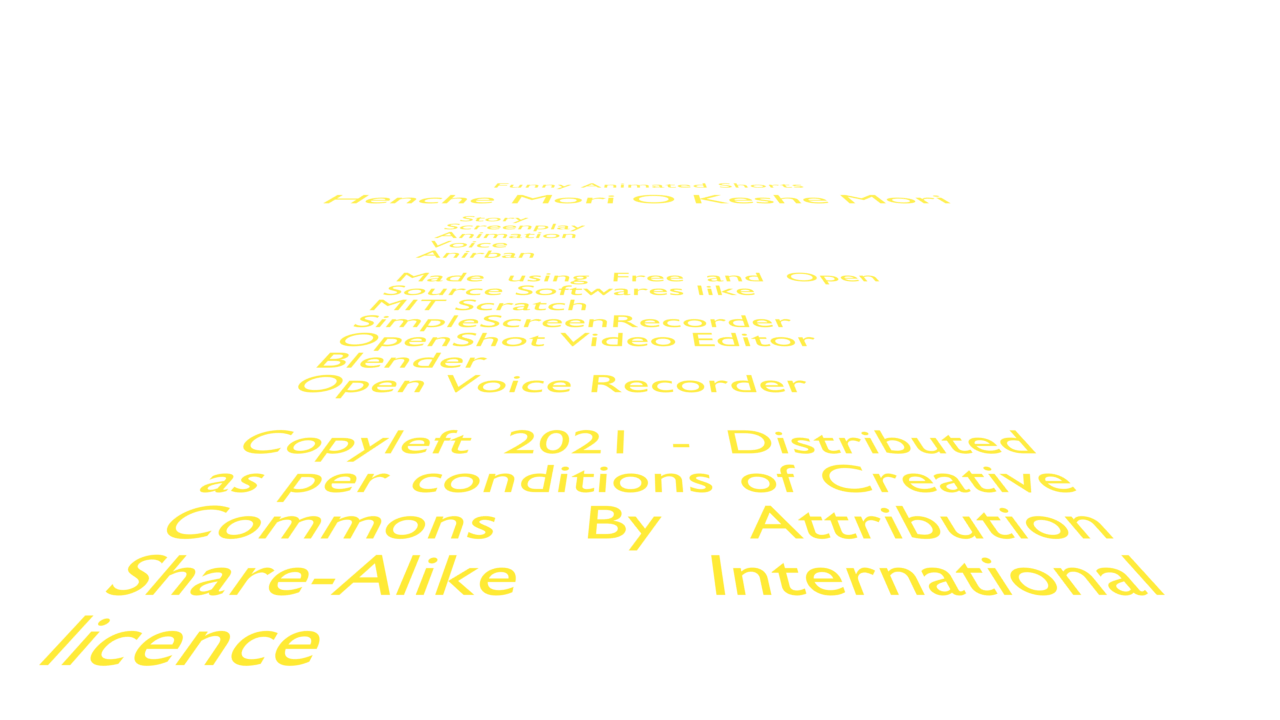 Funny Animated Shorts
Henche Mori O Keshe Mori
Story
Screenplay
Animation
Voice
Anirban
Made using Free and Open
Source Softwares like
MIT Scratch
SimpleScreenRecorder
OpenShot Video Editor
Blender
Open Voice Recorder
Copyleft 2021 - Distributed
as per conditions of Creative
Commons By Attribution
Share-Alike International
licence